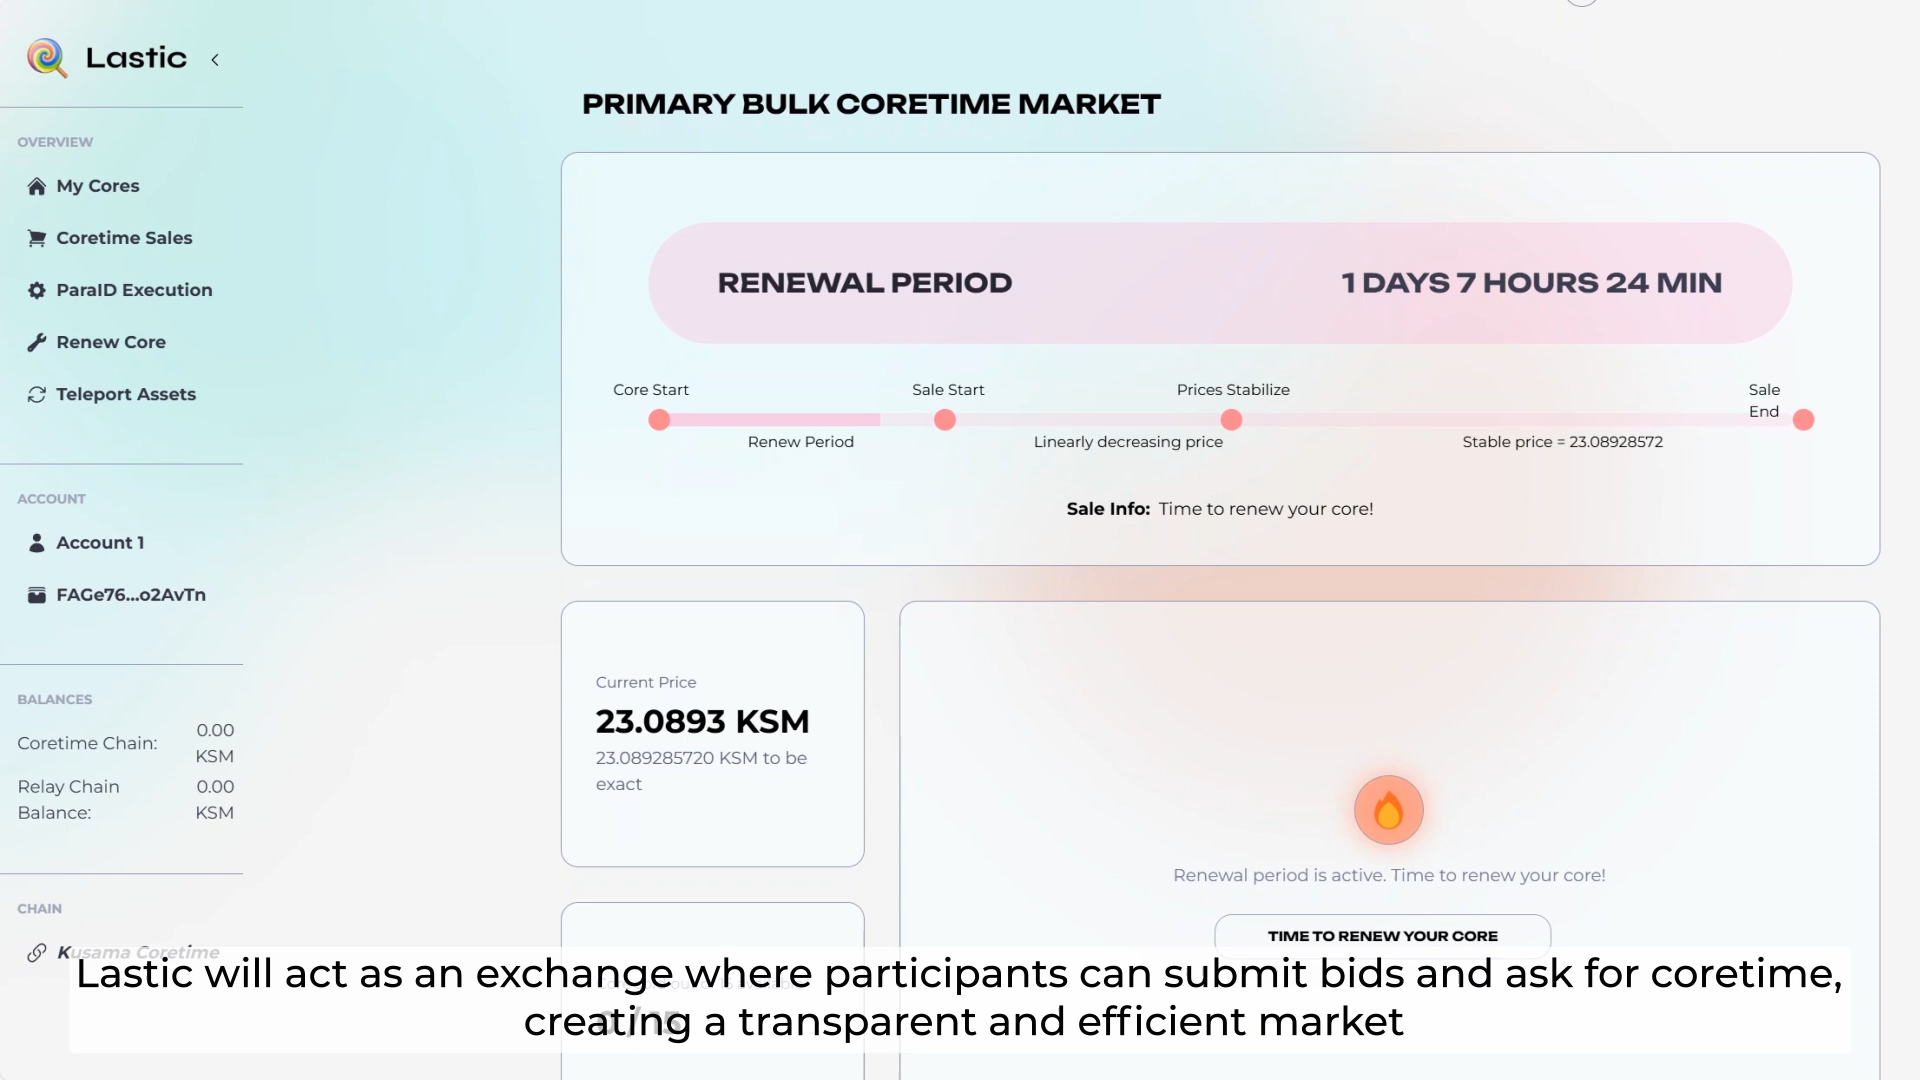 Lastic
OVERVIEW
My Cores
Coretime Sales
ParaID Execution
Renew Core
Teleport Assets
ACCOUNT
Account 1
FAGe76...o2AvTn
BALANCES
Coretime Chain:
0.00
KSM
Relay Chain
Balance:
0.00
KSM
CHAIN
Kusama Coretime
PRIMARY BULK CORETIME MARKET
RENEWAL PERIOD
1 DAYS 7 HOURS 24 MIN
Core Start
Sale Start
Prices Stabilize
Sale
End
Renew Period
Linearly decreasing price
Stable price = 23.08928572
Sale Info: Time to renew your core!
Current Price
23.0893 KSM
23.089285720 KSM to be
exact
Renewal period is active. Time to renew your core!
TIME TO RENEW YOUR CORE
Lastic will act as an exchange where participants can submit bids and ask for coretime,
creating a transparent and efficient market